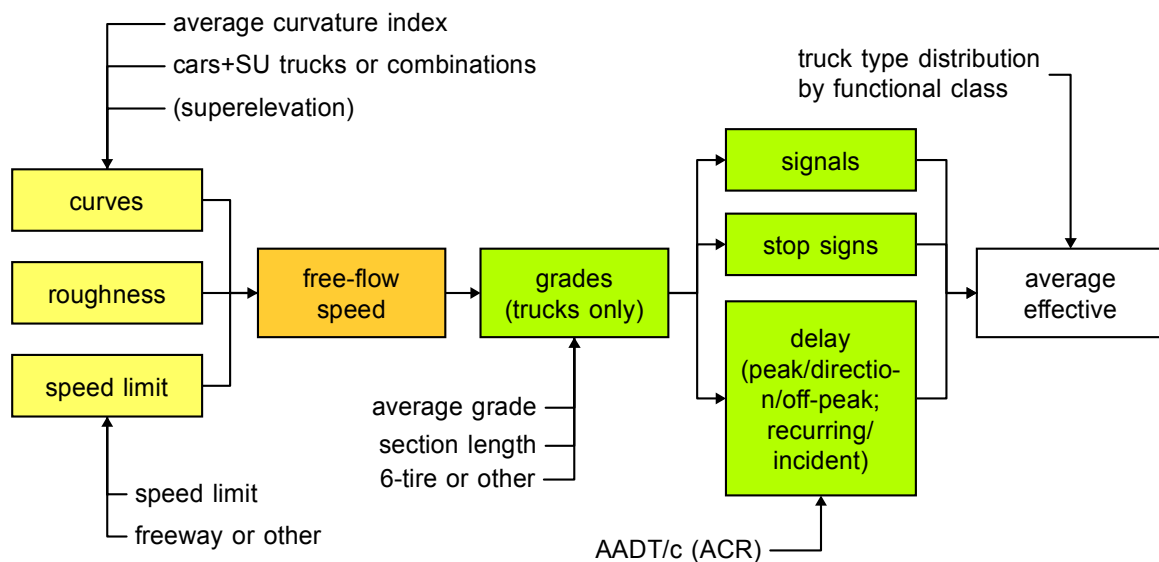 average curvature index
cars+SU trucks or combinations
(superelevation)
truck type distribution
by functional class
curves
roughness
speed limit
free-flow
speed
grades
(trucks only)
signals
stop signs
delay
(peak/directio-
n/off-peak;
recurring/
incident)
average
effective
average grade
section length
6-tire or other
speed limit
freeway or other
AADT/c (ACR)